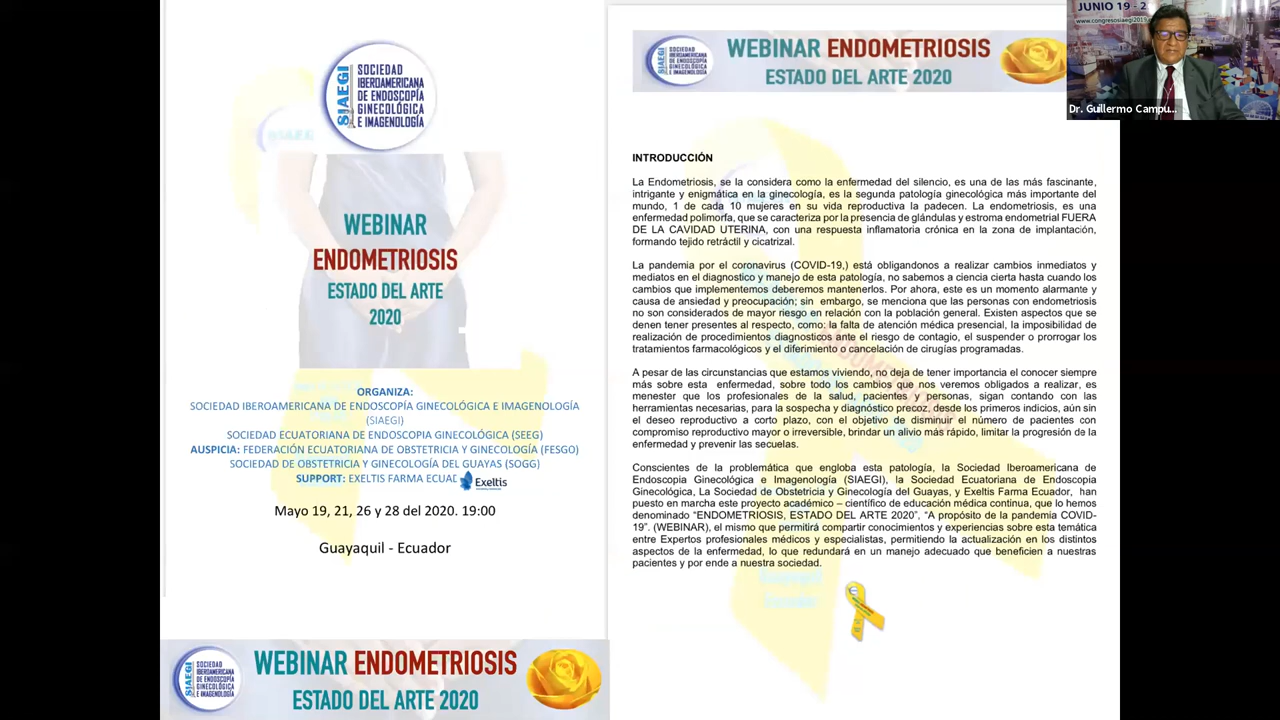 SIAEGI
SOCIEDAD
IBEROAMERICANA
DE ENDOSCOPÍA
GINECOLÓGICA
E IMAGENOLOGÍA
WEBINAR
ENDOMETRIOSIS
ESTADO DEL ARTE
2020
ORGANIZA:
SOCIEDAD IBEROAMERICANA DE ENDOSCOPÍA GINECOLÓGICA E IMAGENOLOGÍA
(SIAEGI)
SOCIEDAD ECUATORIANA DE ENDOSCOPIA GINECOLÓGICA (SEEG)
AUSPICIA: FEDERACIÓN ECUATORIANA DE OBSTETRICIA Y GINECOLOGÍA (FESGO)
SOCIEDAD DE OBSTETRICIA Y GINECOLOGÍA DEL GUAYAS (SOGG)
SUPPORT: EXELTIS FARMA ECUAD Exeltis
Mayo 19, 21, 26 y 28 del 2020. 19:00
Guayaquil - Ecuador
SIAEGI
SOCIEDAD
IBEROAMERICANA
DE ENDOSCOPÍA
GINECOLÓGICA
E IMAGENOLOGÍA
WEBINAR ENDOMETRIOSIS
ESTADO DEL ARTE 2020
SIAEGI
SOCIEDAD
IBEROAMERICANA
DE ENDOSCOPÍA
GINECOLÓGICA
E IMAGENOLOGÍA
WEBINAR ENDOMETRIOSIS
ESTADO DEL ARTE 2020
INTRODUCCIÓN
La Endometriosis, se la considera como la enfermedad del silencio, es una de las más fascinante,
intrigante y enigmática en la ginecología, es la segunda patología ginecológica más importante del
mundo, 1 de cada 10 mujeres en su vida reproductiva la padecen. La endometriosis, es una
enfermedad polimorfa, que se caracteriza por la presencia de glándulas y estroma endometrial FUERA
DE LA CAVIDAD UTERINA, con una respuesta inflamatoria crónica en la zona de implantación,
formando tejido retráctil y cicatrizal.
La pandemia por el coronavirus (COVID-19,) está obligandonos a realizar cambios inmediatos y
mediatos en el diagnostico y manejo de esta patología, no sabemos a ciencia cierta hasta cuando los
cambios que implementemos deberemos mantenerlos. Por ahora, este es un momento alarmante y
causa de ansiedad y preocupación; sin embargo, se menciona que las personas con endometriosis
no son considerados de mayor riesgo en relación con la población general. Existen aspectos que se
denen tener presentes al respecto, como: la falta de atención médica presencial, la imposibilidad de
realización de procedimientos diagnosticos ante el riesgo de contagio, el suspender o prorrogar los
tratamientos farmacológicos y el diferimiento o cancelación de cirugías programadas.
A pesar de las circunstancias que estamos viviendo, no deja de tener importancia el conocer siempre
más sobre esta enfermedad, sobre todo los cambios que nos veremos obligados a realizar, es
menester que los profesionales de la salud, pacientes y personas, sigan contando con las
herramientas necesarias, para la sospecha y diagnóstico precoz, desde los primeros indicios, aún sin
el deseo reproductivo a corto plazo, con el objetivo de disminuir el número de pacientes con
compromiso reproductivo mayor o irreversible, brindar un alivio más rápido, limitar la progresión de la
enfermedad y prevenir las secuelas.
Conscientes de la problemática que engloba esta patología, la Sociedad Iberoamericana de
Endoscopia Ginecológica e Imaginología (SIAEGI), la Sociedad Ecuatoriana de Endoscopia
Ginecológica, La Sociedad de Obstetricia y Ginecología del Guayas, y Exeltis Farma Ecuador, han
puesto en marcha este proyecto académico – científico de educación médica continua, que lo hemos
denominado “ENDOMETRIOSIS, ESTADO DEL ARTE 2020”, “A propósito de la pandemia COVID-
19”. (WEBINAR), el mismo que permitirá compartir conocimientos y experiencias sobre esta temática
entre Expertos profesionales médicos y especialistas, permitiendo la actualización en los distintos
aspectos de la enfermedad, lo que redundará en un manejo adecuado que beneficien a nuestras
pacientes y por ende a nuestra sociedad.
JUNIO 19 - 2
Dr. Guillermo Campu...